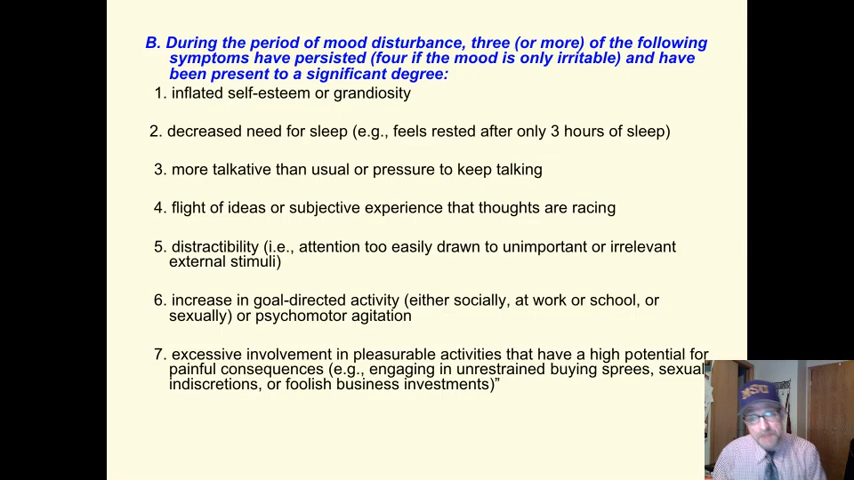 B. During the period of mood disturbance, three (or more) of the following
symptoms have persisted (four if the mood is only irritable) and have
been present to a significant degree:
1. inflated self-esteem or grandiosity
2. decreased need for sleep (e.g., feels rested after only 3 hours of sleep)
3. more talkative than usual or pressure to keep talking
4. flight of ideas or subjective experience that thoughts are racing
5. distractibility (i.e., attention too easily drawn to unimportant or irrelevant
external stimuli)
6. increase in goal-directed activity (either socially, at work or school, or
sexually) or psychomotor agitation
7. excessive involvement in pleasurable activities that have a high potential for
painful consequences (e.g., engaging in unrestrained buying sprees, sexual
indiscretions, or foolish business investments)”
NSU